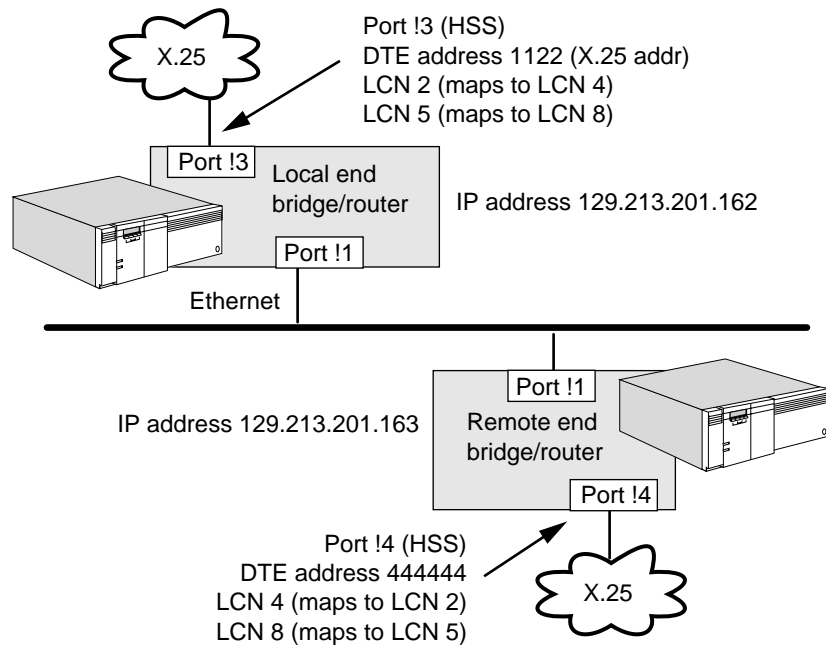 X.25
Port !3 (HSS)
DTE address 1122 (X.25 addr)
LCN 2 (maps to LCN 4)
LCN 5 (maps to LCN 8)
Port !3
Local end
bridge/router
IP address 129.213.201.162
Port !1
Ethernet
Port !1
IP address 129.213.201.163
Remote end
bridge/router
Port !4
Port !4 (HSS)
DTE address 444444
LCN 4 (maps to LCN 2)
LCN 8 (maps to LCN 5)
X.25